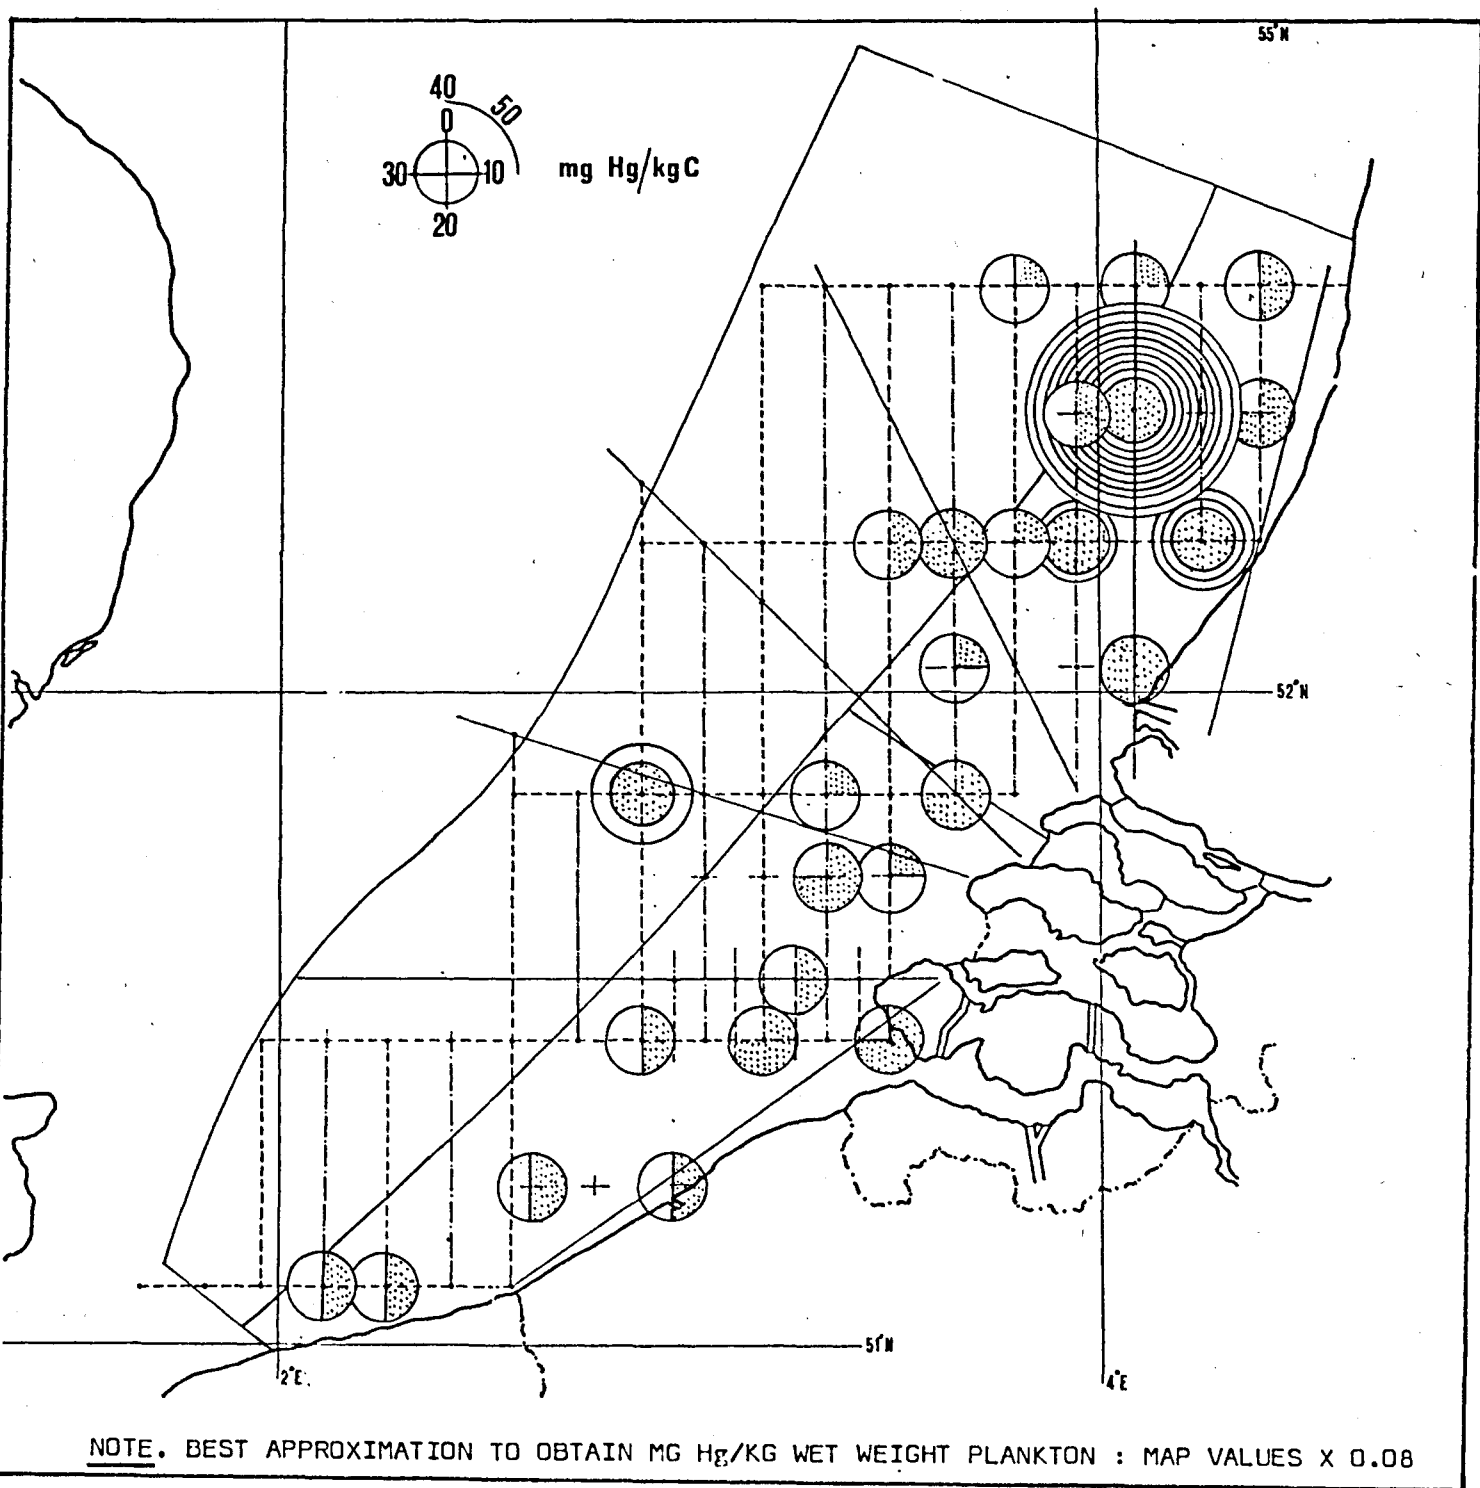 55°N
40
50
0
30
10
mg Hg/kgC
20
52°N
51°N
2°E
4°E
NOTE. BEST APPROXIMATION TO OBTAIN MG Hg/KG WET WEIGHT PLANKTON : MAP VALUES X 0.08